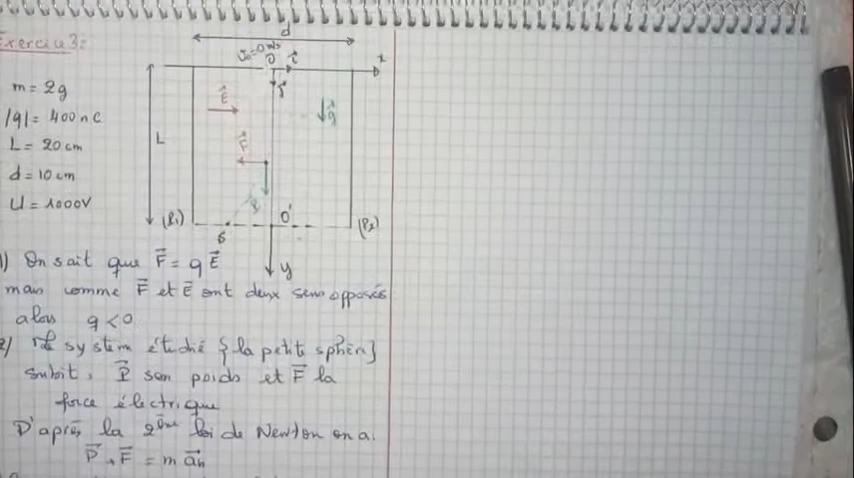 Exercice 3:
d
V₀=0 m/s
O
i
x
m = 2g
E
j
g
|q| = 400 nC
L
F
L = 20 cm
d = 10 cm
U = 1000V
(P1)
O'
(P2)
y
1) On sait que F = qE
mais comme F et E ont deux sens opposés
alors q < 0
2) Le system étudié {la petite sphère}
subit: P son poids et F la
force électrique
D'après la 2ème loi de Newton on a:
P + F = m a